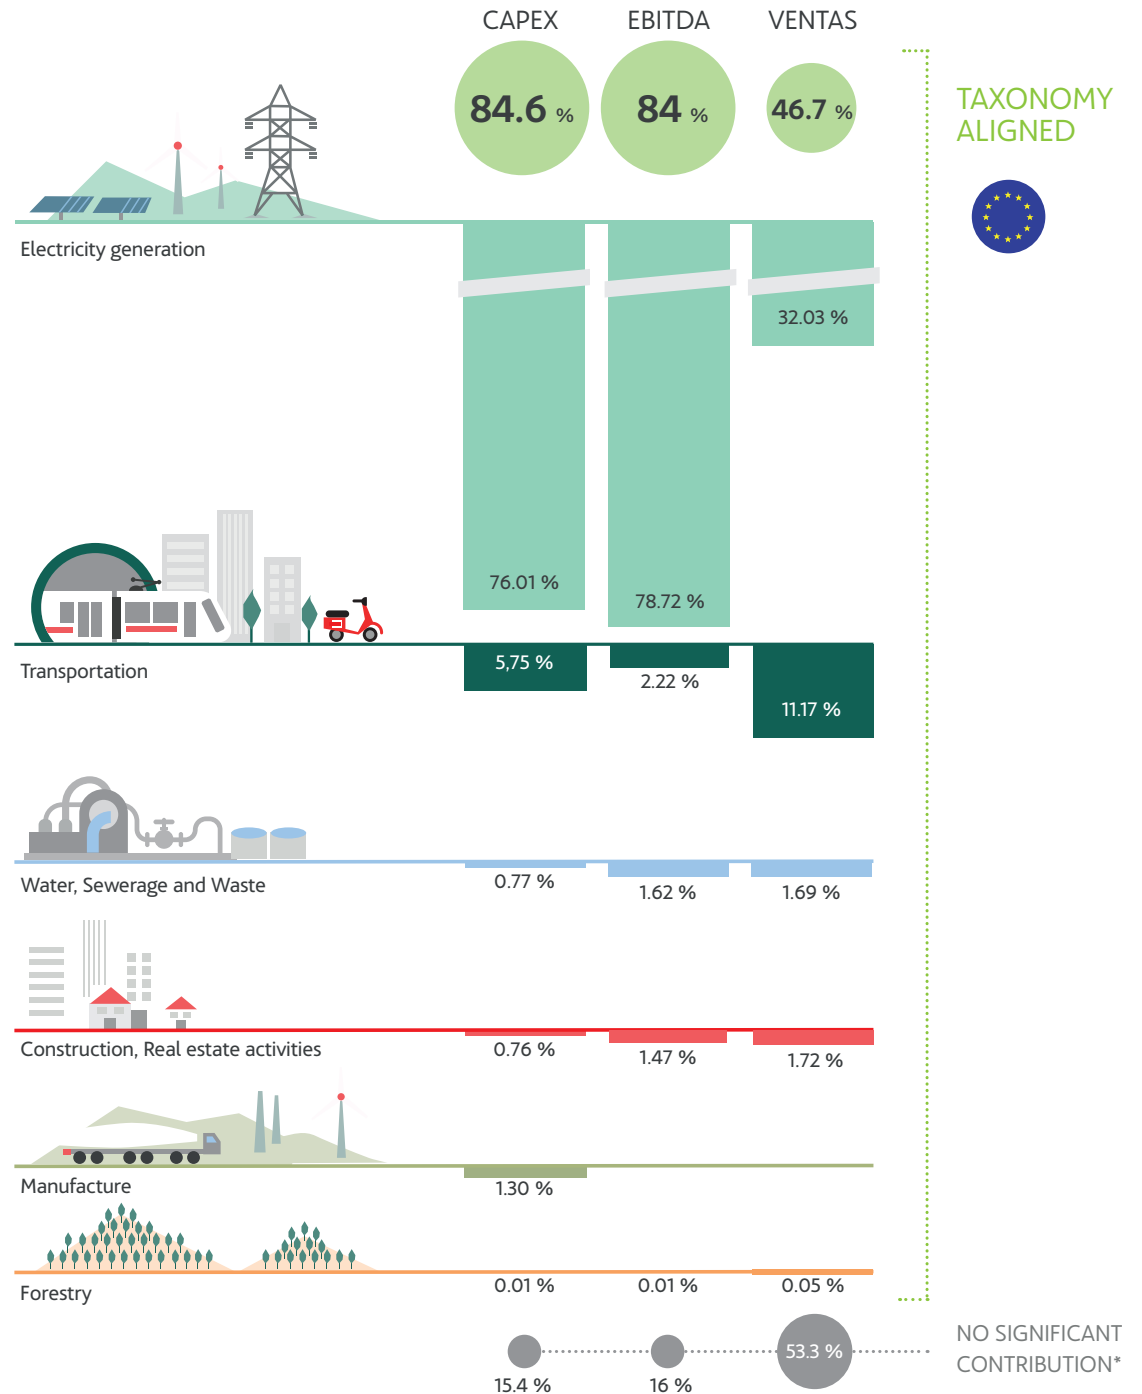 CAPEX EBITDA VENTAS
84.6 % 84 % 46.7 %
TAXONOMY
ALIGNED
Electricity generation
32.03 %
76.01 %
78.72 %
Transportation
5,75 %
2.22 %
11.17 %
Water, Sewerage and Waste
0.77 %
1.62 %
1.69 %
Construction, Real estate activities
0.76 %
1.47 %
1.72 %
Manufacture
1.30 %
Forestry
0.01 %
0.01 %
0.05 %
NO SIGNIFICANT
CONTRIBUTION*
15.4 %
16 %
53.3 %